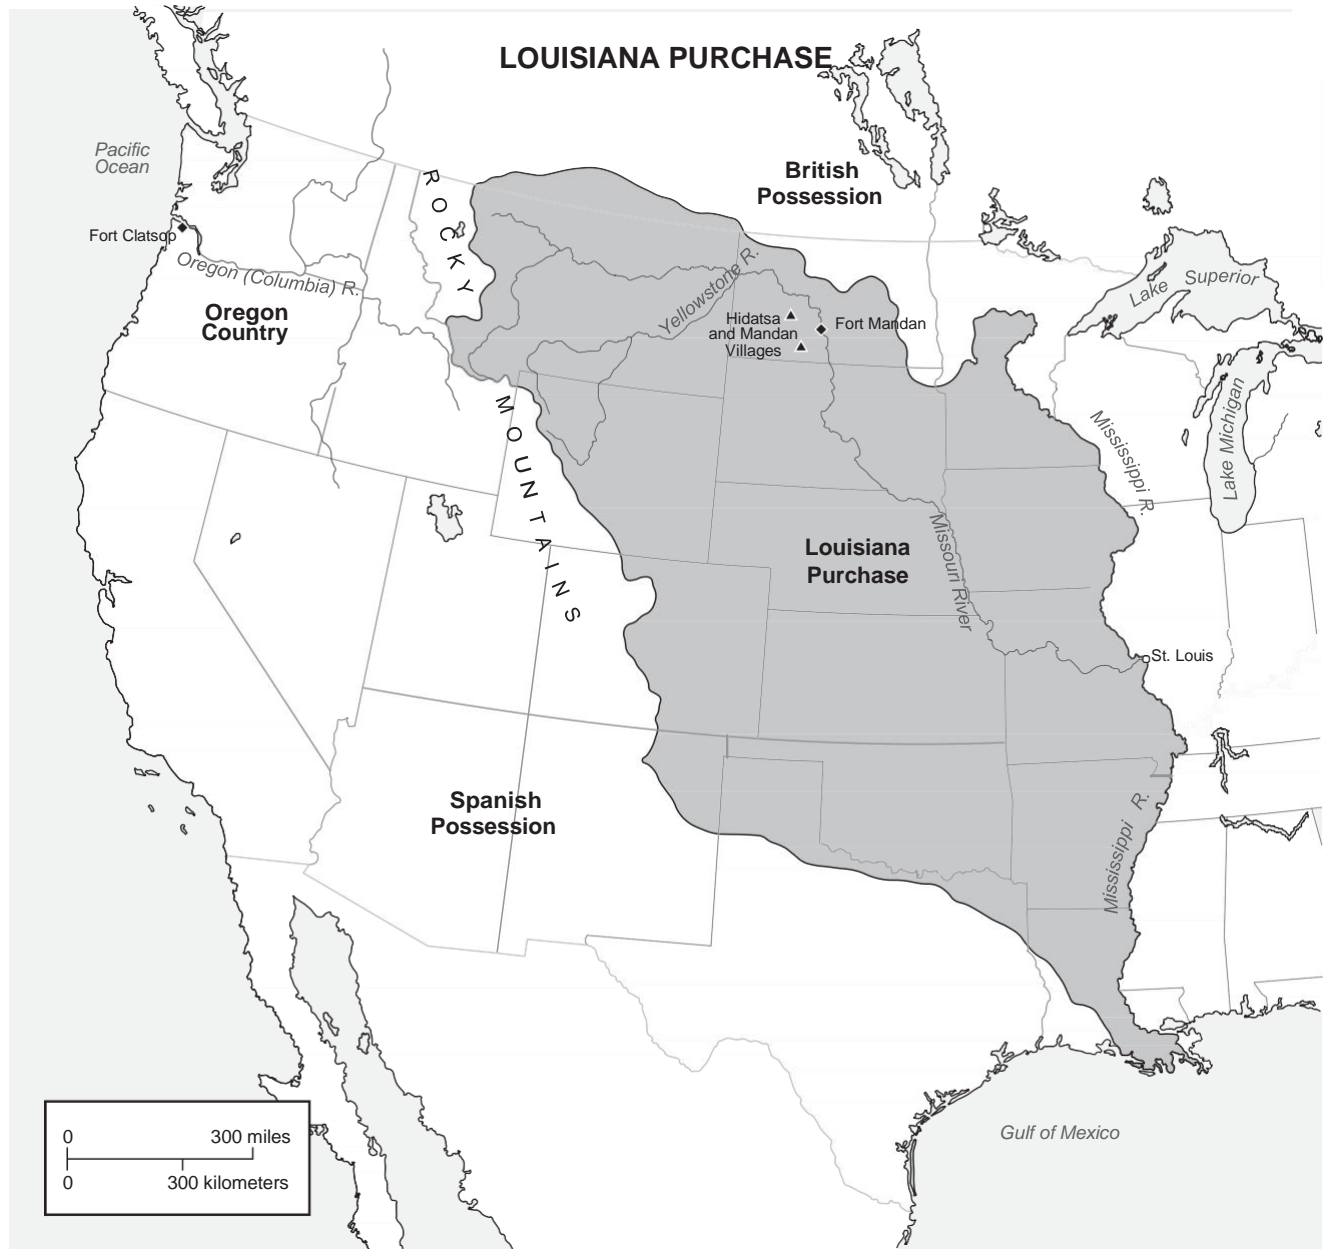 LOUISIANA PURCHASE
Pacific
Ocean
British
Possession
ROCKY
Fort Clatsop
Oregon (Columbia) R.
Lake Superior
Oregon
Country
Yellowstone R.
Hidatsa
and Mandan
Villages
Fort Mandan
MOUNTAINS
Mississippi R.
Lake Michigan
Louisiana
Purchase
Missouri River
St. Louis
Spanish
Possession
Mississippi R.
Gulf of Mexico
0 300 miles
0 300 kilometers